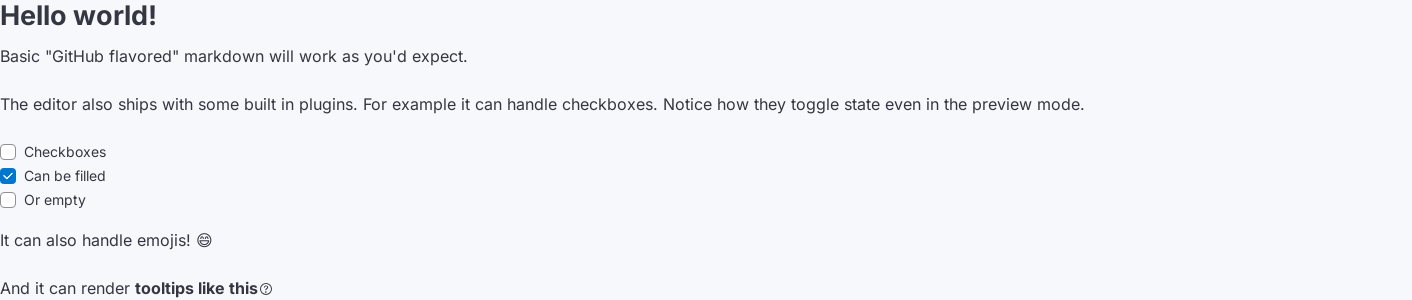 Hello world!
Basic "GitHub flavored" markdown will work as you'd expect.
The editor also ships with some built in plugins. For example it can handle checkboxes. Notice how they toggle state even in the preview mode.
Checkboxes
Can be filled
Or empty
It can also handle emojis! 😄
And it can render tooltips like this